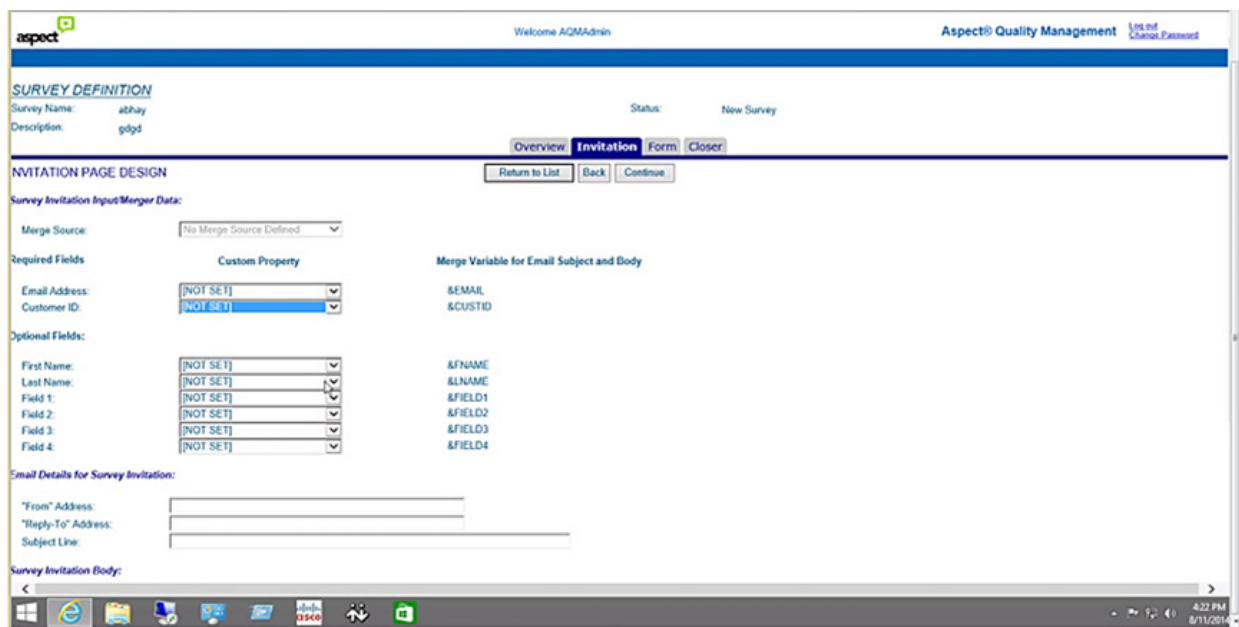 aspect
Welcome AQMAdmin
Aspect® Quality Management
Log out
Change Password
SURVEY DEFINITION
Survey Name: abhay Status: New Survey
Description: gdgd
Overview Invitation Form Closer
NVITATION PAGE DESIGN Return to List Back Continue
Survey Invitation Input/Merger Data:
Merge Source: No Merge Source Defined
Required Fields Custom Property Merge Variable for Email Subject and Body
Email Address: [NOT SET] &EMAIL
Customer ID: [NOT SET] &CUSTID
Optional Fields:
First Name: [NOT SET] &FNAME
Last Name: [NOT SET] &LNAME
Field 1: [NOT SET] &FIELD1
Field 2: [NOT SET] &FIELD2
Field 3: [NOT SET] &FIELD3
Field 4: [NOT SET] &FIELD4
Email Details for Survey Invitation:
"From" Address:
"Reply-To" Address:
Subject Line:
Survey Invitation Body:
cisco
4:22 PM
8/11/2014